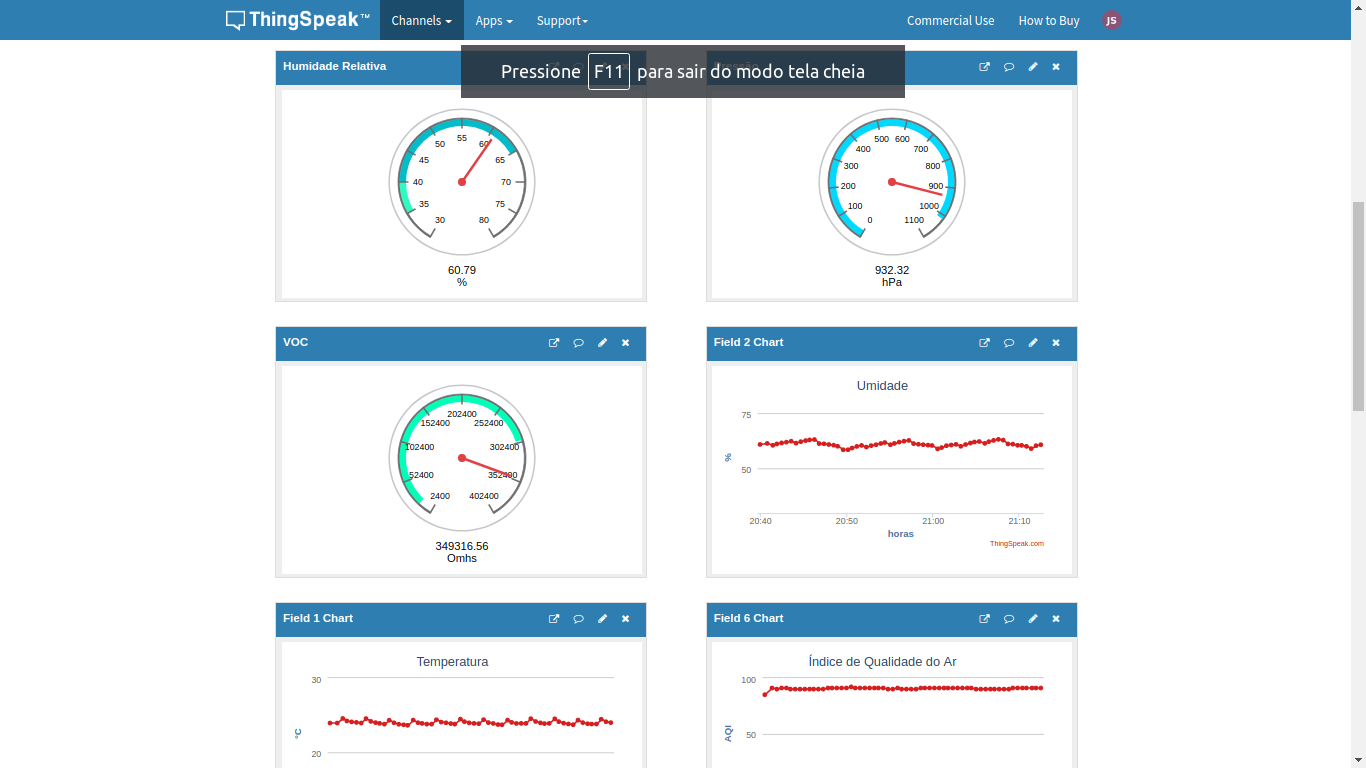 ThingSpeak™ Channels Apps Support Commercial Use How to Buy JS
Humidade Relativa
Pressione F11 para sair do modo tela cheia
30 35 40 45 50 55 60 65 70 75 80
60.79
%
0 100 200 300 400 500 600 700 800 900 1000 1100
932.32
hPa
VOC
2400 52400 102400 152400 202400 252400 302400 352400 402400
349316.56
Omhs
Field 2 Chart
Umidade
75
50
%
20:40 20:50 21:00 21:10
horas
ThingSpeak.com
Field 1 Chart
Temperatura
30
20
°C
Field 6 Chart
Índice de Qualidade do Ar
100
50
AQI